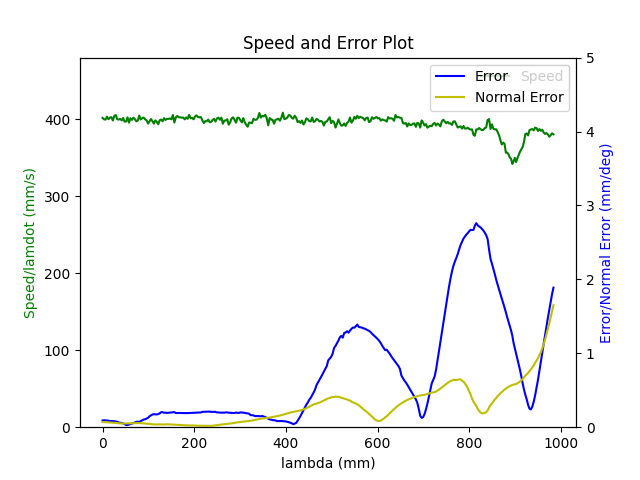 Speed and Error Plot
Error
Speed
Normal Error
Speed/lamdot (mm/s)
400
300
200
100
0
5
4
3
2
1
0
Error/Normal Error (mm/deg)
0
200
400
600
800
1000
lambda (mm)